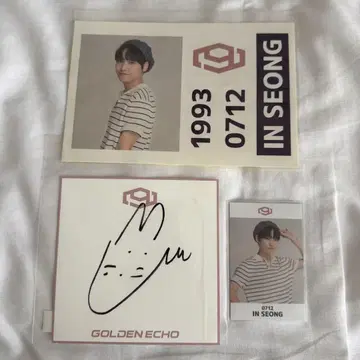 1993
0712
IN SEONG
GOLDEN ECHO
0712
IN SEONG